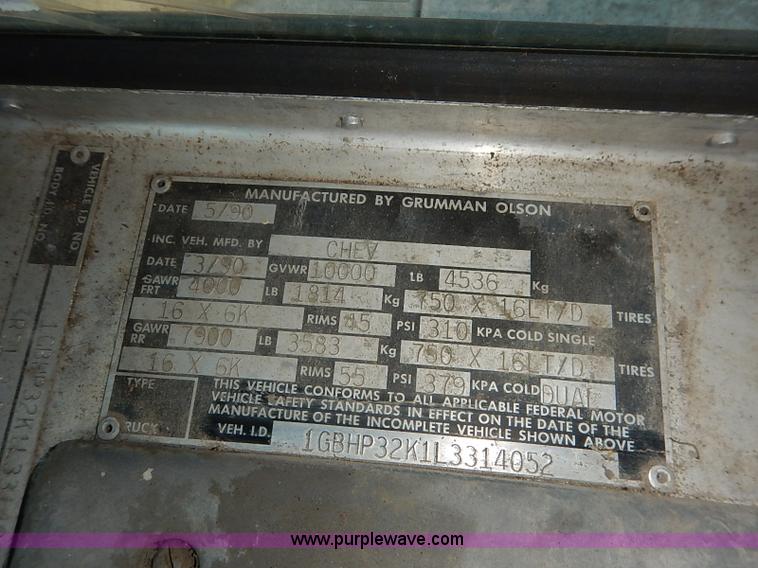 MANUFACTURED BY GRUMMAN OLSON
DATE 5/90
INC. VEH. MFD. BY CHEV
DATE 3/90 GVWR 10000 LB 4536 Kg
GAWR FRT 4000 LB 1814 Kg 750 X 16LT/D TIRES
16 X 6K RIMS 45 PSI 310 KPA COLD SINGLE
GAWR RR 7900 LB 3583 Kg 750 X 16LT/D TIRES
16 X 6K RIMS 55 PSI 379 KPA COLD DUAL
TYPE
RUCK
THIS VEHICLE CONFORMS TO ALL APPLICABLE FEDERAL MOTOR
VEHICLE SAFETY STANDARDS IN EFFECT ON THE DATE OF THE
MANUFACTURE OF THE INCOMPLETE VEHICLE SHOWN ABOVE
VEH. I.D. 1GBHP32K1L3314052
VEHICLE ID NO
BODY I.D. NO.
www.purplewave.com